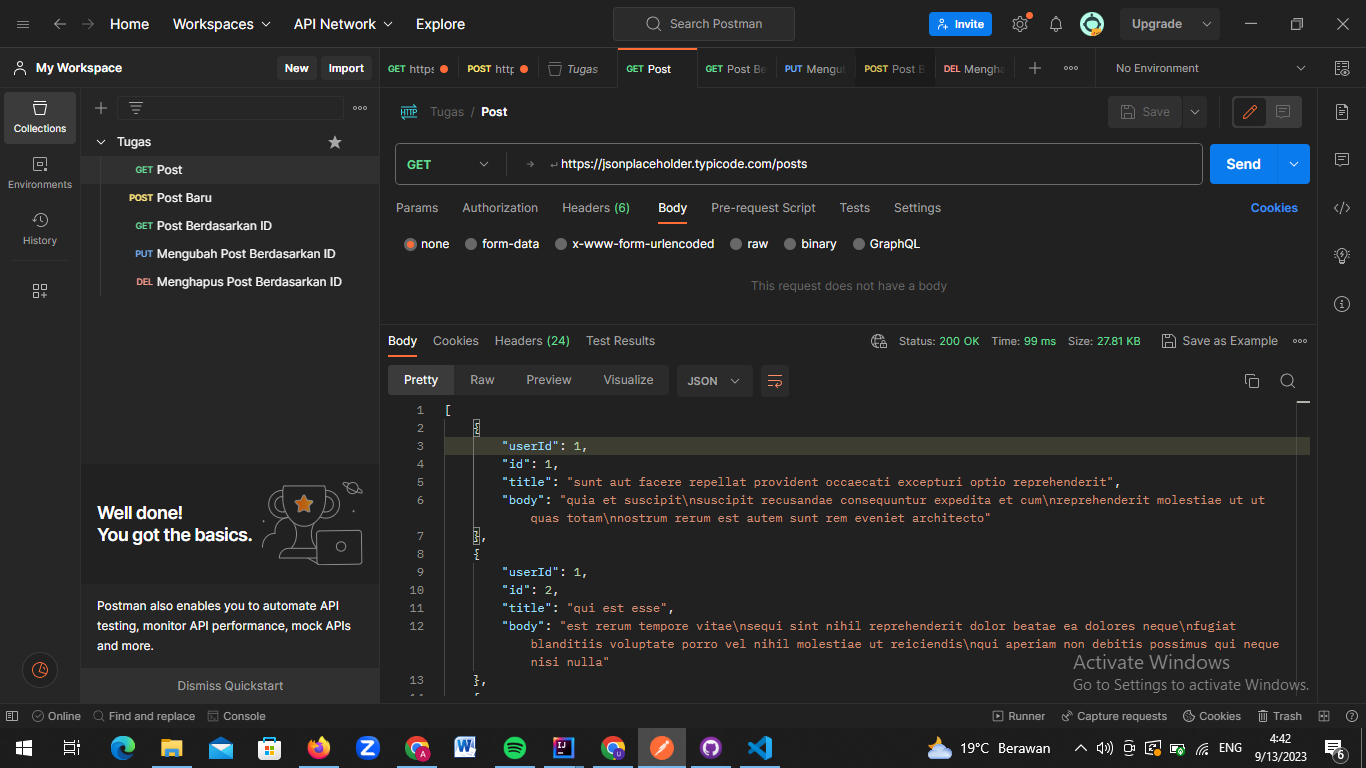 Home Workspaces API Network Explore Search Postman Invite Upgrade
My Workspace New Import GET https POST http Tugas GET Post GET Post Be PUT Mengul POST Post B DEL Mengha No Environment
Collections
Environments
History
Tugas
GET Post
POST Post Baru
GET Post Berdasarkan ID
PUT Mengubah Post Berdasarkan ID
DEL Menghapus Post Berdasarkan ID
Well done!
You got the basics.
Postman also enables you to automate API
testing, monitor API performance, mock APIs
and more.
Dismiss Quickstart
HTTP Tugas / Post Save
GET https://jsonplaceholder.typicode.com/posts Send
Params Authorization Headers (6) Body Pre-request Script Tests Settings Cookies
none form-data x-www-form-urlencoded raw binary GraphQL
This request does not have a body
Body Cookies Headers (24) Test Results Status: 200 OK Time: 99 ms Size: 27.81 KB Save as Example
Pretty Raw Preview Visualize JSON
1 [
2 {
3 "userId": 1,
4 "id": 1,
5 "title": "sunt aut facere repellat provident occaecati excepturi optio reprehenderit",
6 "body": "quia et suscipit\nsuscipit recusandae consequuntur expedita et cum\nreprehenderit molestiae ut ut
quas totam\nnostrum rerum est autem sunt rem eveniet architecto"
7 },
8 {
9 "userId": 1,
10 "id": 2,
11 "title": "qui est esse",
12 "body": "est rerum tempore vitae\nsequi sint nihil reprehenderit dolor beatae ea dolores neque\nfugiat
blanditiis voluptate porro vel nihil molestiae ut reiciendis\nqui aperiam non debitis possimus qui neque
nisi nulla"
13 },
Activate Windows
Go to Settings to activate Windows.
Online Find and replace Console Runner Capture requests Cookies Trash
19°C Berawan ENG 4:42
9/13/2023 6